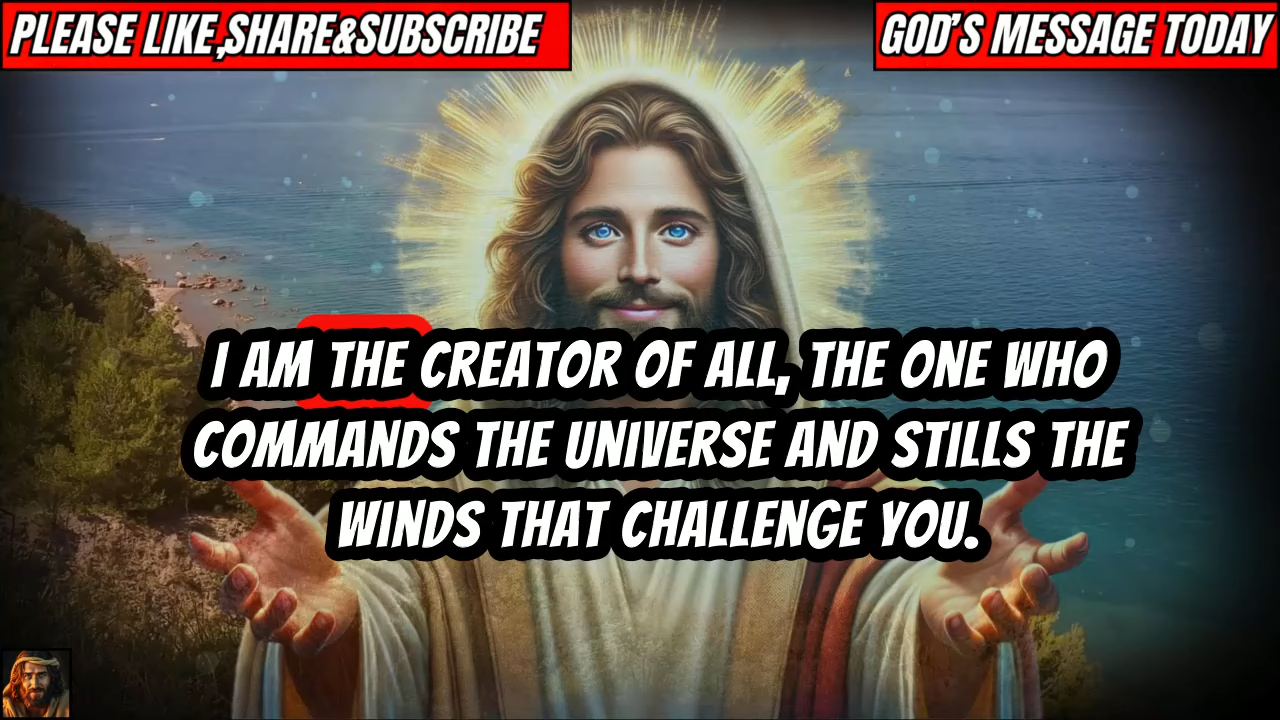 PLEASE LIKE,SHARE&SUBSCRIBE
GOD'S MESSAGE TODAY
I AM THE CREATOR OF ALL, THE ONE WHO
COMMANDS THE UNIVERSE AND STILLS THE
WINDS THAT CHALLENGE YOU.